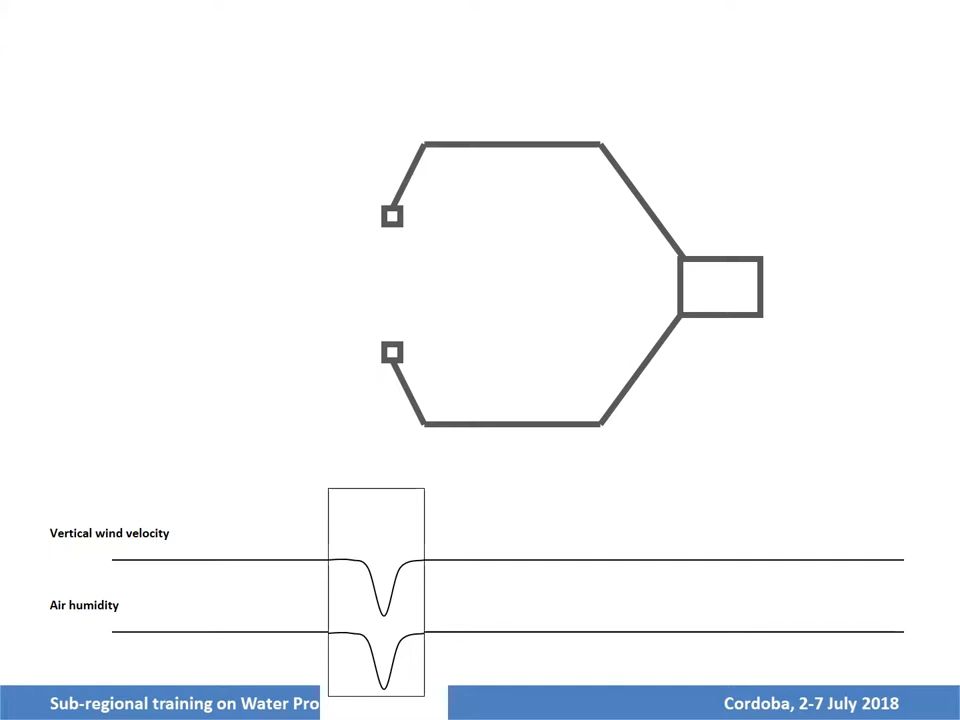 Vertical wind velocity
Air humidity
Sub-regional training on Water Pro
Cordoba, 2-7 July 2018